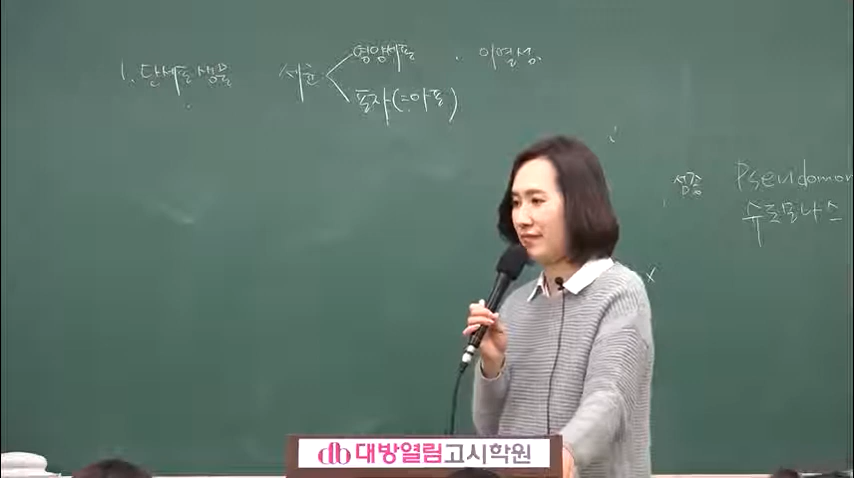 1. 단세포생물
세균
영양세포 . 이열성
포자(=아포)
섬증
Pseudomon
슈도모나스
db 대방열림고시학원